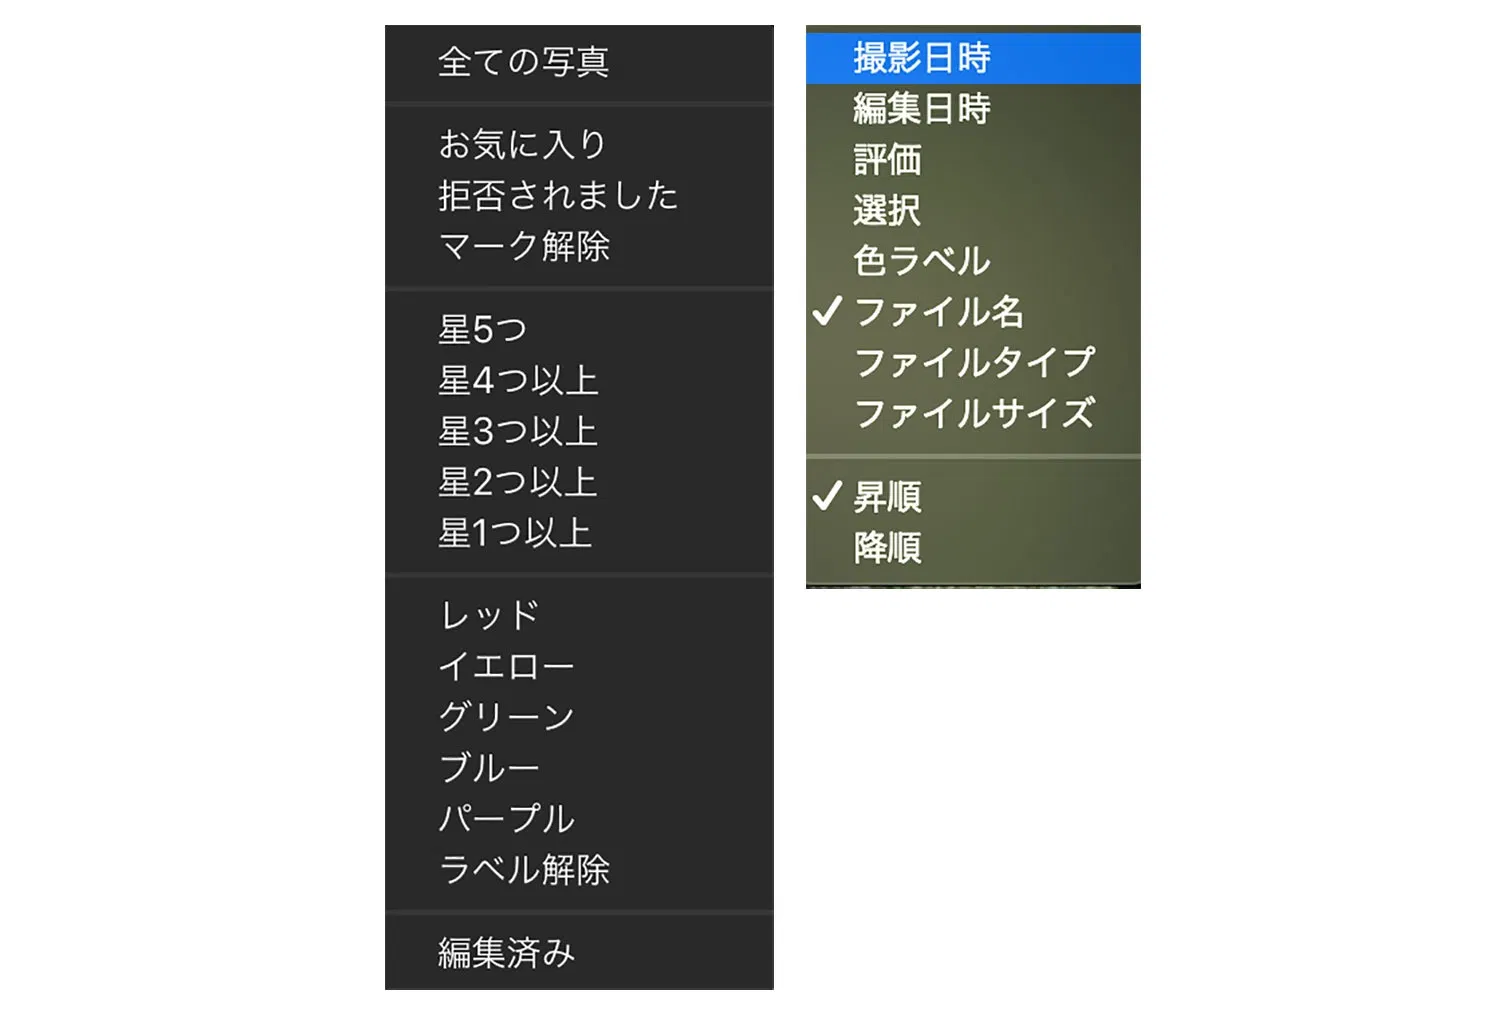 全ての写真
お気に入り
拒否されました
マーク解除
星5つ
星4つ以上
星3つ以上
星2つ以上
星1つ以上
レッド
イエロー
グリーン
ブルー
パープル
ラベル解除
編集済み
撮影日時
編集日時
評価
選択
色ラベル
✓ファイル名
ファイルタイプ
ファイルサイズ
✓昇順
降順